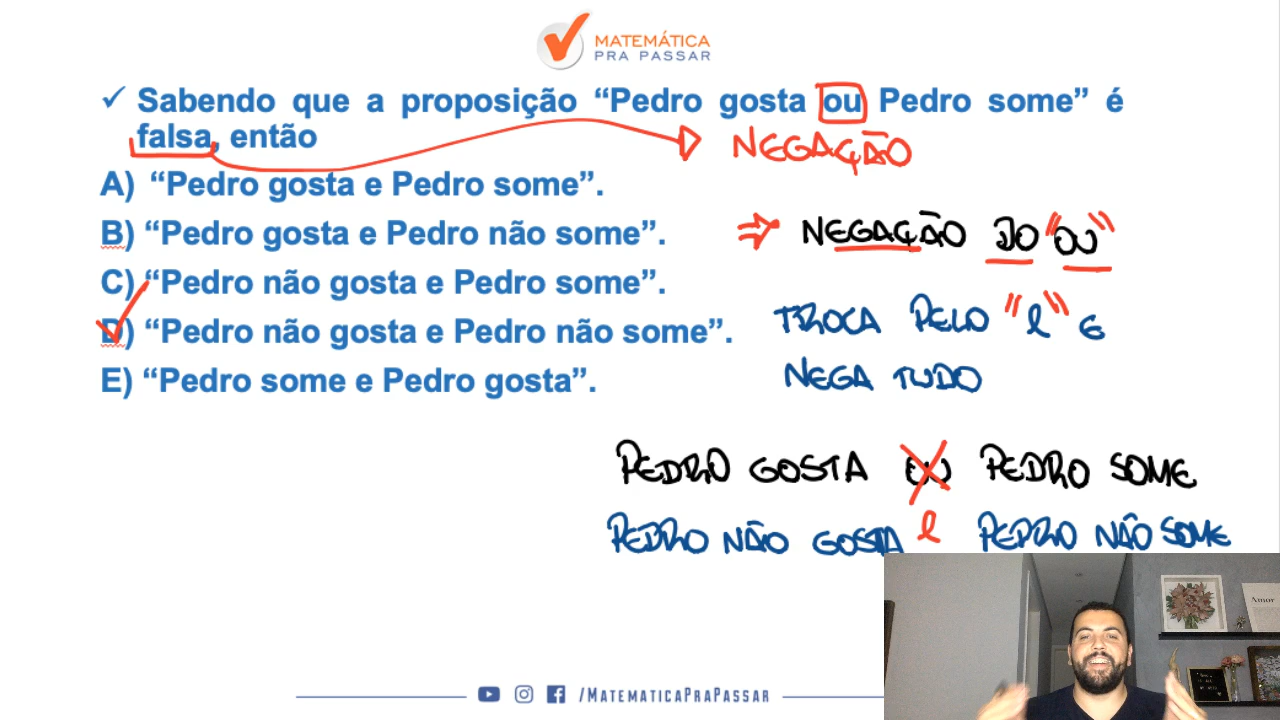 MATEMÁTICA
PRA PASSAR
✓ Sabendo que a proposição “Pedro gosta ou Pedro some” é
falsa, então
NEGAÇÃO
A) “Pedro gosta e Pedro some”.
B) “Pedro gosta e Pedro não some”.
C) “Pedro não gosta e Pedro some”.
D) “Pedro não gosta e Pedro não some”.
E) “Pedro some e Pedro gosta”.
⇒ NEGAÇÃO DO "OU"
TROCA PELO "e" E
NEGA TUDO
PEDRO GOSTA OU PEDRO SOME
PEDRO NÃO GOSTA e PEDRO NÃO SOME
Amor
/MATEMATICAPRAPASSAR